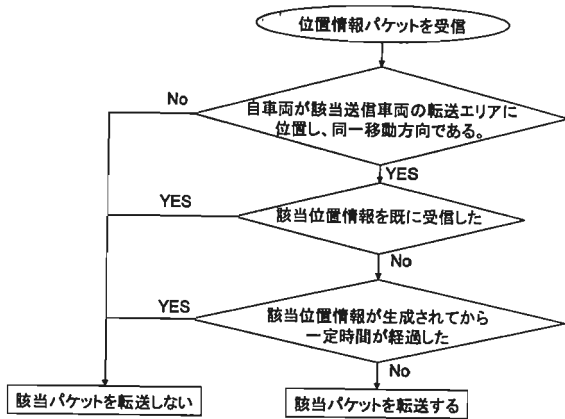 位置情報パケットを受信
No
自車両が該当送信車両の転送エリアに
位置し、同一移動方向である。
YES
YES
該当位置情報を既に受信した
No
YES
該当位置情報が生成されてから
一定時間が経過した
No
該当パケットを転送しない
該当パケットを転送する